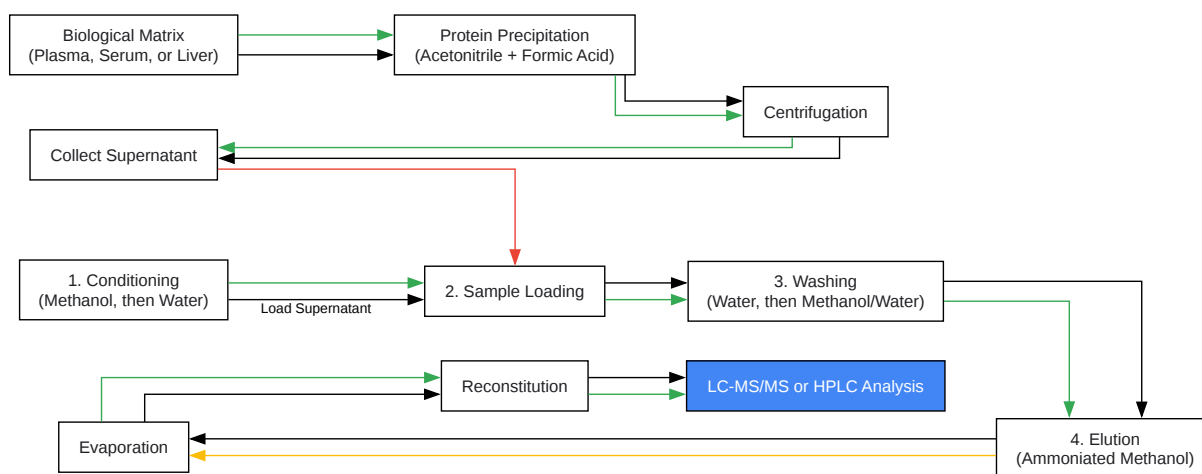 Biological Matrix
(Plasma, Serum, or Liver)
Protein Precipitation
(Acetonitrile + Formic Acid)
Centrifugation
Collect Supernatant
1. Conditioning
(Methanol, then Water)
Load Supernatant
2. Sample Loading
3. Washing
(Water, then Methanol/Water)
Reconstitution
LC-MS/MS or HPLC Analysis
Evaporation
4. Elution
(Ammoniated Methanol)